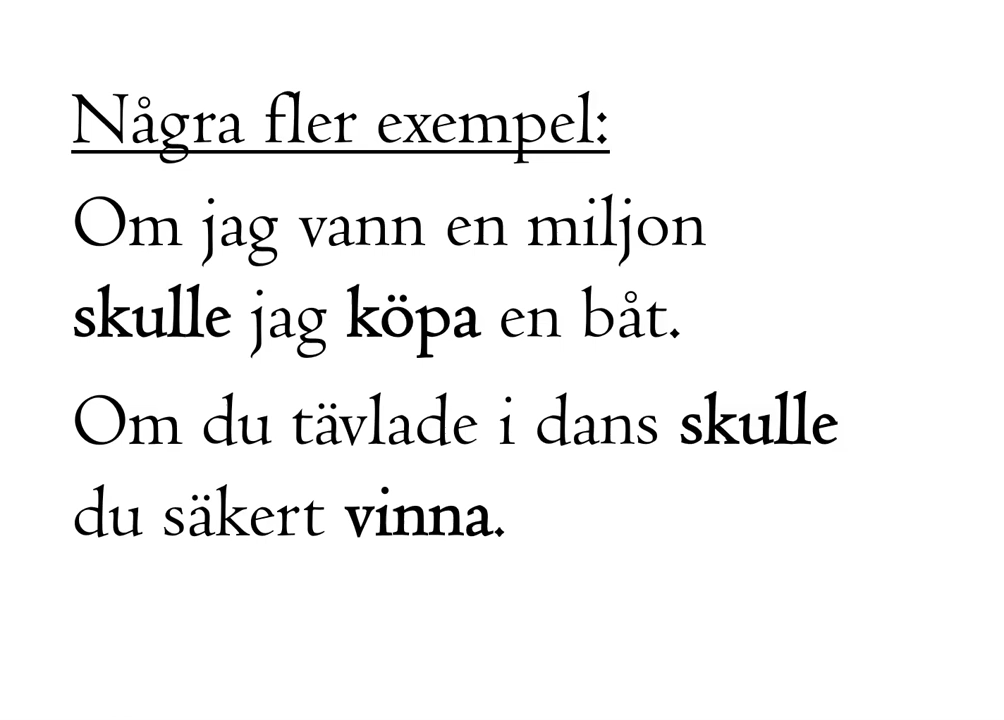 Några fler exempel:
Om jag vann en miljon
skulle jag köpa en båt.
Om du tävlade i dans skulle
du säkert vinna.